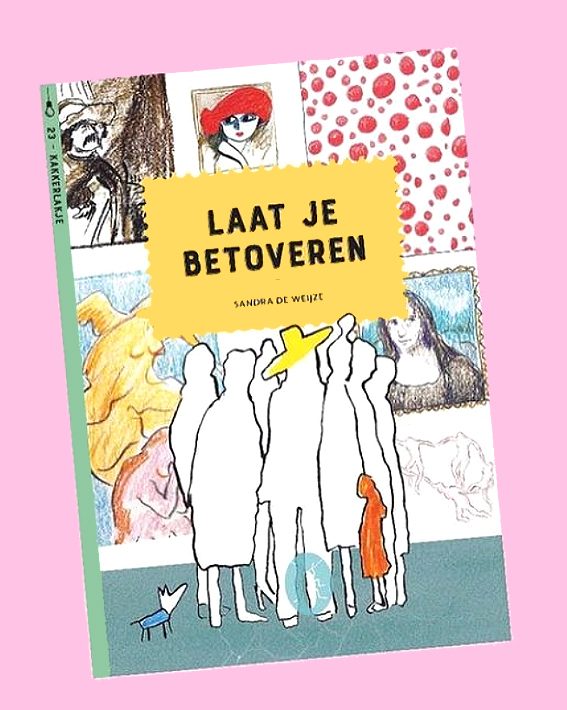 23 - KAKKERLAKJE
LAAT JE
BETOVEREN
SANDRA DE WEIJZE